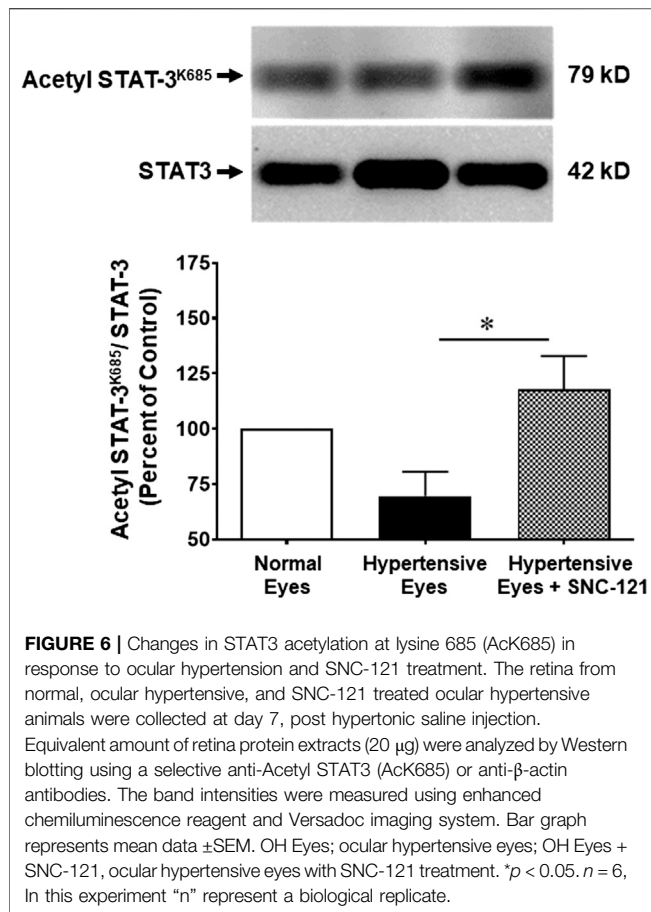 Acetyl STAT-3K685
79 kD
STAT3
42 kD
Acetyl STAT-3K685/ STAT-3
(Percent of Control)
175
150
125
100
75
50
*
Normal
Eyes
Hypertensive
Eyes
Hypertensive
Eyes + SNC-121
FIGURE 6 | Changes in STAT3 acetylation at lysine 685 (AcK685) in
response to ocular hypertension and SNC-121 treatment. The retina from
normal, ocular hypertensive, and SNC-121 treated ocular hypertensive
animals were collected at day 7, post hypertonic saline injection.
Equivalent amount of retina protein extracts (20 μg) were analyzed by Western
blotting using a selective anti-Acetyl STAT3 (AcK685) or anti-β-actin
antibodies. The band intensities were measured using enhanced
chemiluminescence reagent and Versadoc imaging system. Bar graph
represents mean data ±SEM. OH Eyes; ocular hypertensive eyes; OH Eyes +
SNC-121, ocular hypertensive eyes with SNC-121 treatment. *p < 0.05. n = 6,
In this experiment “n” represent a biological replicate.